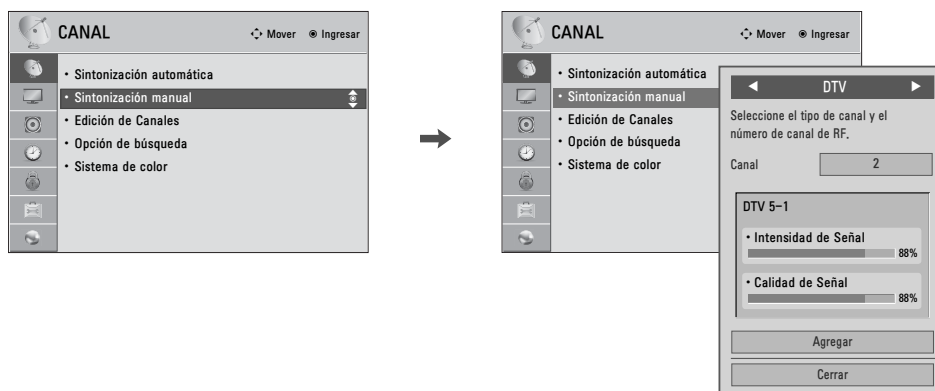 CANAL
Mover
Ingresar
• Sintonización automática
• Sintonización manual
• Edición de Canales
• Opción de búsqueda
• Sistema de color
CANAL
Mover
Ingresar
• Sintonización automática
• Sintonización manual
• Edición de Canales
• Opción de búsqueda
• Sistema de color
DTV
Seleccione el tipo de canal y el
número de canal de RF.
Canal
2
DTV 5-1
• Intensidad de Señal
88%
• Calidad de Señal
88%
Agregar
Cerrar